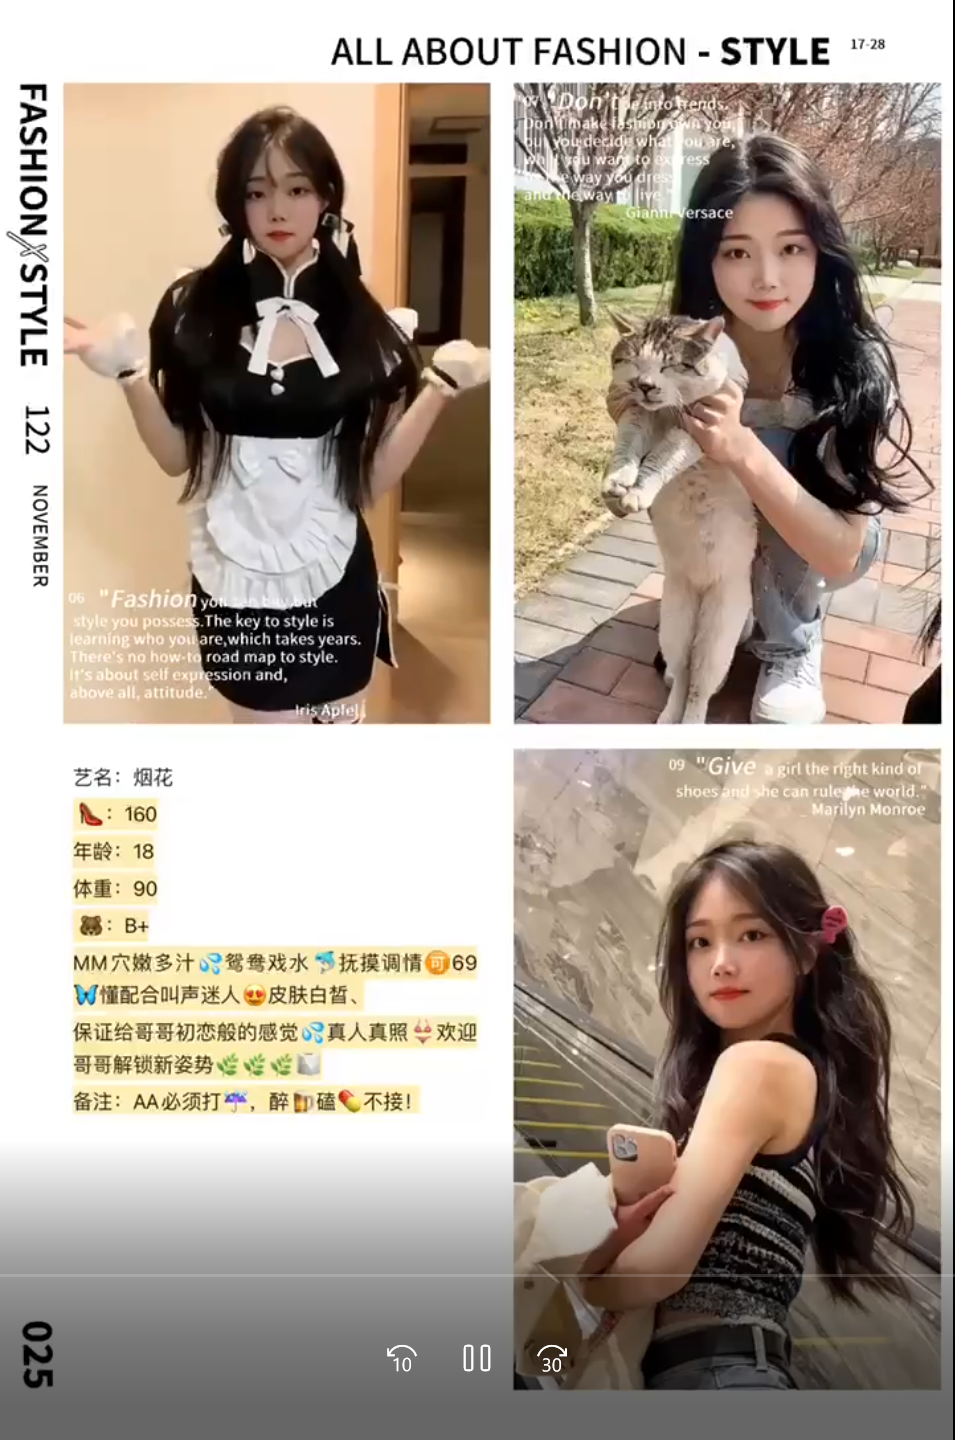 ALL ABOUT FASHION - STYLE 17-28
FASHION X STYLE 122 NOVEMBER
07 "Don't be into trends.
Don't make fashion own you,
but you decide what you are,
what you want to express
by the way you dress
and the way to live."
Gianni Versace
06 "Fashion you can buy,but
style you possess.The key to style is
learning who you are,which takes years.
There's no how-to road map to style.
It's about self expression and,
above all, attitude."
Iris Apfel
艺名：烟花
👠：160
年龄：18
体重：90
🐻：B+
MM穴嫩多汁💦鸳鸯戏水🐬抚摸调情🉑69
🦋懂配合叫声迷人😍皮肤白皙、
保证给哥哥初恋般的感觉💦真人真照👙欢迎
哥哥解锁新姿势🌿🌿🌿
备注：AA必须打☔，醉🍺磕💊不接！
09 "Give a girl the right kind of
shoes and she can rule the world."
Marilyn Monroe
025
10 30